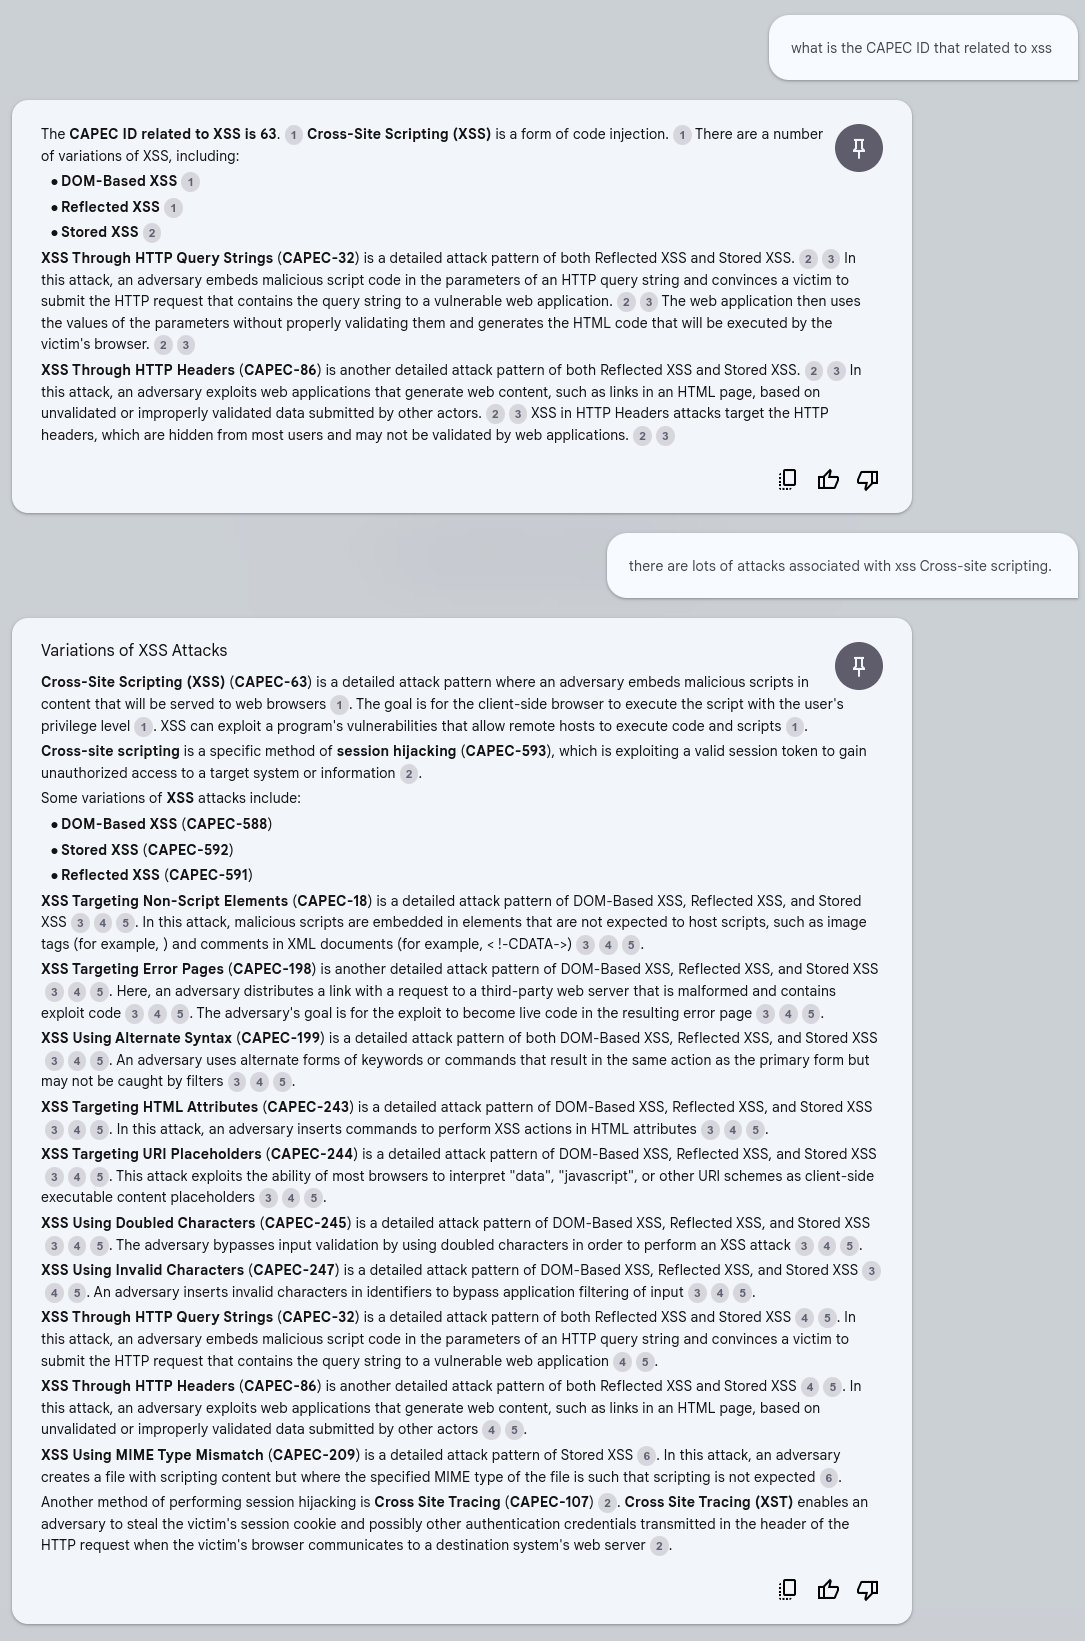 what is the CAPEC ID that related to xss
The CAPEC ID related to XSS is 63. 1 Cross-Site Scripting (XSS) is a form of code injection. 1 There are a number
of variations of XSS, including:
● DOM-Based XSS 1
● Reflected XSS 1
● Stored XSS 2
XSS Through HTTP Query Strings (CAPEC-32) is a detailed attack pattern of both Reflected XSS and Stored XSS. 2 3 In
this attack, an adversary embeds malicious script code in the parameters of an HTTP query string and convinces a victim to
submit the HTTP request that contains the query string to a vulnerable web application. 2 3 The web application then uses
the values of the parameters without properly validating them and generates the HTML code that will be executed by the
victim's browser. 2 3
XSS Through HTTP Headers (CAPEC-86) is another detailed attack pattern of both Reflected XSS and Stored XSS. 2 3 In
this attack, an adversary exploits web applications that generate web content, such as links in an HTML page, based on
unvalidated or improperly validated data submitted by other actors. 2 3 XSS in HTTP Headers attacks target the HTTP
headers, which are hidden from most users and may not be validated by web applications. 2 3
there are lots of attacks associated with xss Cross-site scripting.
Variations of XSS Attacks
Cross-Site Scripting (XSS) (CAPEC-63) is a detailed attack pattern where an adversary embeds malicious scripts in
content that will be served to web browsers 1. The goal is for the client-side browser to execute the script with the user's
privilege level 1. XSS can exploit a program's vulnerabilities that allow remote hosts to execute code and scripts 1.
Cross-site scripting is a specific method of session hijacking (CAPEC-593), which is exploiting a valid session token to gain
unauthorized access to a target system or information 2.
Some variations of XSS attacks include:
● DOM-Based XSS (CAPEC-588)
● Stored XSS (CAPEC-592)
● Reflected XSS (CAPEC-591)
XSS Targeting Non-Script Elements (CAPEC-18) is a detailed attack pattern of DOM-Based XSS, Reflected XSS, and Stored
XSS 3 4 5. In this attack, malicious scripts are embedded in elements that are not expected to host scripts, such as image
tags (for example, ) and comments in XML documents (for example, < !-CDATA->) 3 4 5.
XSS Targeting Error Pages (CAPEC-198) is another detailed attack pattern of DOM-Based XSS, Reflected XSS, and Stored XSS
3 4 5. Here, an adversary distributes a link with a request to a third-party web server that is malformed and contains
exploit code 3 4 5. The adversary's goal is for the exploit to become live code in the resulting error page 3 4 5.
XSS Using Alternate Syntax (CAPEC-199) is a detailed attack pattern of both DOM-Based XSS, Reflected XSS, and Stored XSS
3 4 5. An adversary uses alternate forms of keywords or commands that result in the same action as the primary form but
may not be caught by filters 3 4 5.
XSS Targeting HTML Attributes (CAPEC-243) is a detailed attack pattern of DOM-Based XSS, Reflected XSS, and Stored XSS
3 4 5. In this attack, an adversary inserts commands to perform XSS actions in HTML attributes 3 4 5.
XSS Targeting URI Placeholders (CAPEC-244) is a detailed attack pattern of DOM-Based XSS, Reflected XSS, and Stored XSS
3 4 5. This attack exploits the ability of most browsers to interpret "data", "javascript", or other URI schemes as client-side
executable content placeholders 3 4 5.
XSS Using Doubled Characters (CAPEC-245) is a detailed attack pattern of DOM-Based XSS, Reflected XSS, and Stored XSS
3 4 5. The adversary bypasses input validation by using doubled characters in order to perform an XSS attack 3 4 5.
XSS Using Invalid Characters (CAPEC-247) is a detailed attack pattern of DOM-Based XSS, Reflected XSS, and Stored XSS 3
4 5. An adversary inserts invalid characters in identifiers to bypass application filtering of input 3 4 5.
XSS Through HTTP Query Strings (CAPEC-32) is a detailed attack pattern of both Reflected XSS and Stored XSS 4 5. In
this attack, an adversary embeds malicious script code in the parameters of an HTTP query string and convinces a victim to
submit the HTTP request that contains the query string to a vulnerable web application 4 5.
XSS Through HTTP Headers (CAPEC-86) is another detailed attack pattern of both Reflected XSS and Stored XSS 4 5. In
this attack, an adversary exploits web applications that generate web content, such as links in an HTML page, based on
unvalidated or improperly validated data submitted by other actors 4 5.
XSS Using MIME Type Mismatch (CAPEC-209) is a detailed attack pattern of Stored XSS 6. In this attack, an adversary
creates a file with scripting content but where the specified MIME type of the file is such that scripting is not expected 6.
Another method of performing session hijacking is Cross Site Tracing (CAPEC-107) 2. Cross Site Tracing (XST) enables an
adversary to steal the victim's session cookie and possibly other authentication credentials transmitted in the header of the
HTTP request when the victim's browser communicates to a destination system's web server 2.